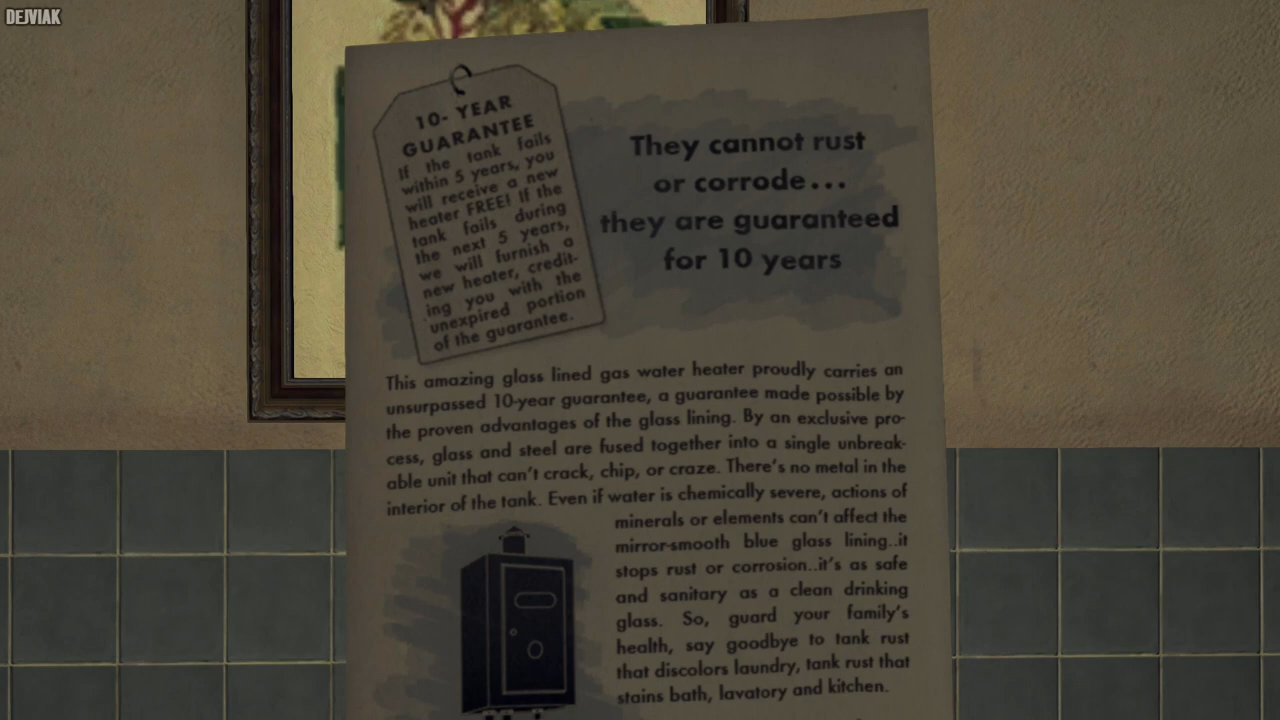 DEJVIAK
10- YEAR
GUARANTEE
If the tank fails
within 5 years, you
will receive a new
heater FREE! If the
tank fails during
the next 5 years,
we will furnish a
new heater, credit-
ing you with the
unexpired portion
of the guarantee.
They cannot rust
or corrode...
they are guaranteed
for 10 years
This amazing glass lined gas water heater proudly carries an
unsurpassed 10-year guarantee, a guarantee made possible by
the proven advantages of the glass lining. By an exclusive pro-
cess, glass and steel are fused together into a single unbreak-
able unit that can't crack, chip, or craze. There's no metal in the
interior of the tank. Even if water is chemically severe, actions of
minerals or elements can't affect the
mirror-smooth blue glass lining..it
stops rust or corrosion..it's as safe
and sanitary as a clean drinking
glass. So, guard your family's
health, say goodbye to tank rust
that discolors laundry, tank rust that
stains bath, lavatory and kitchen.